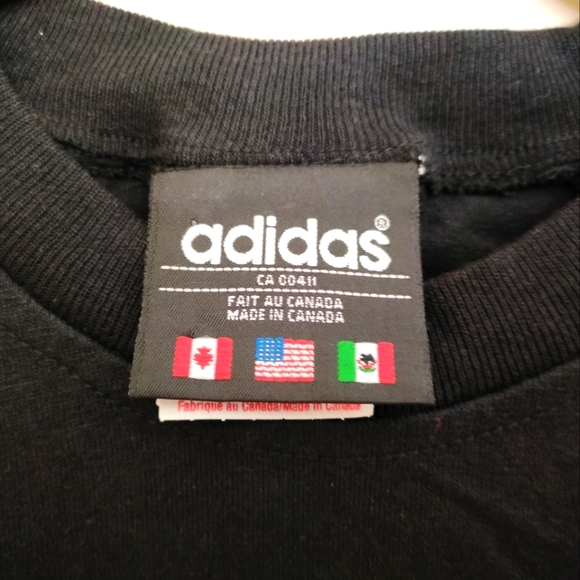 adidas®
CA 00411
FAIT AU CANADA
MADE IN CANADA
Fabriqué au Canada/Made in Canada